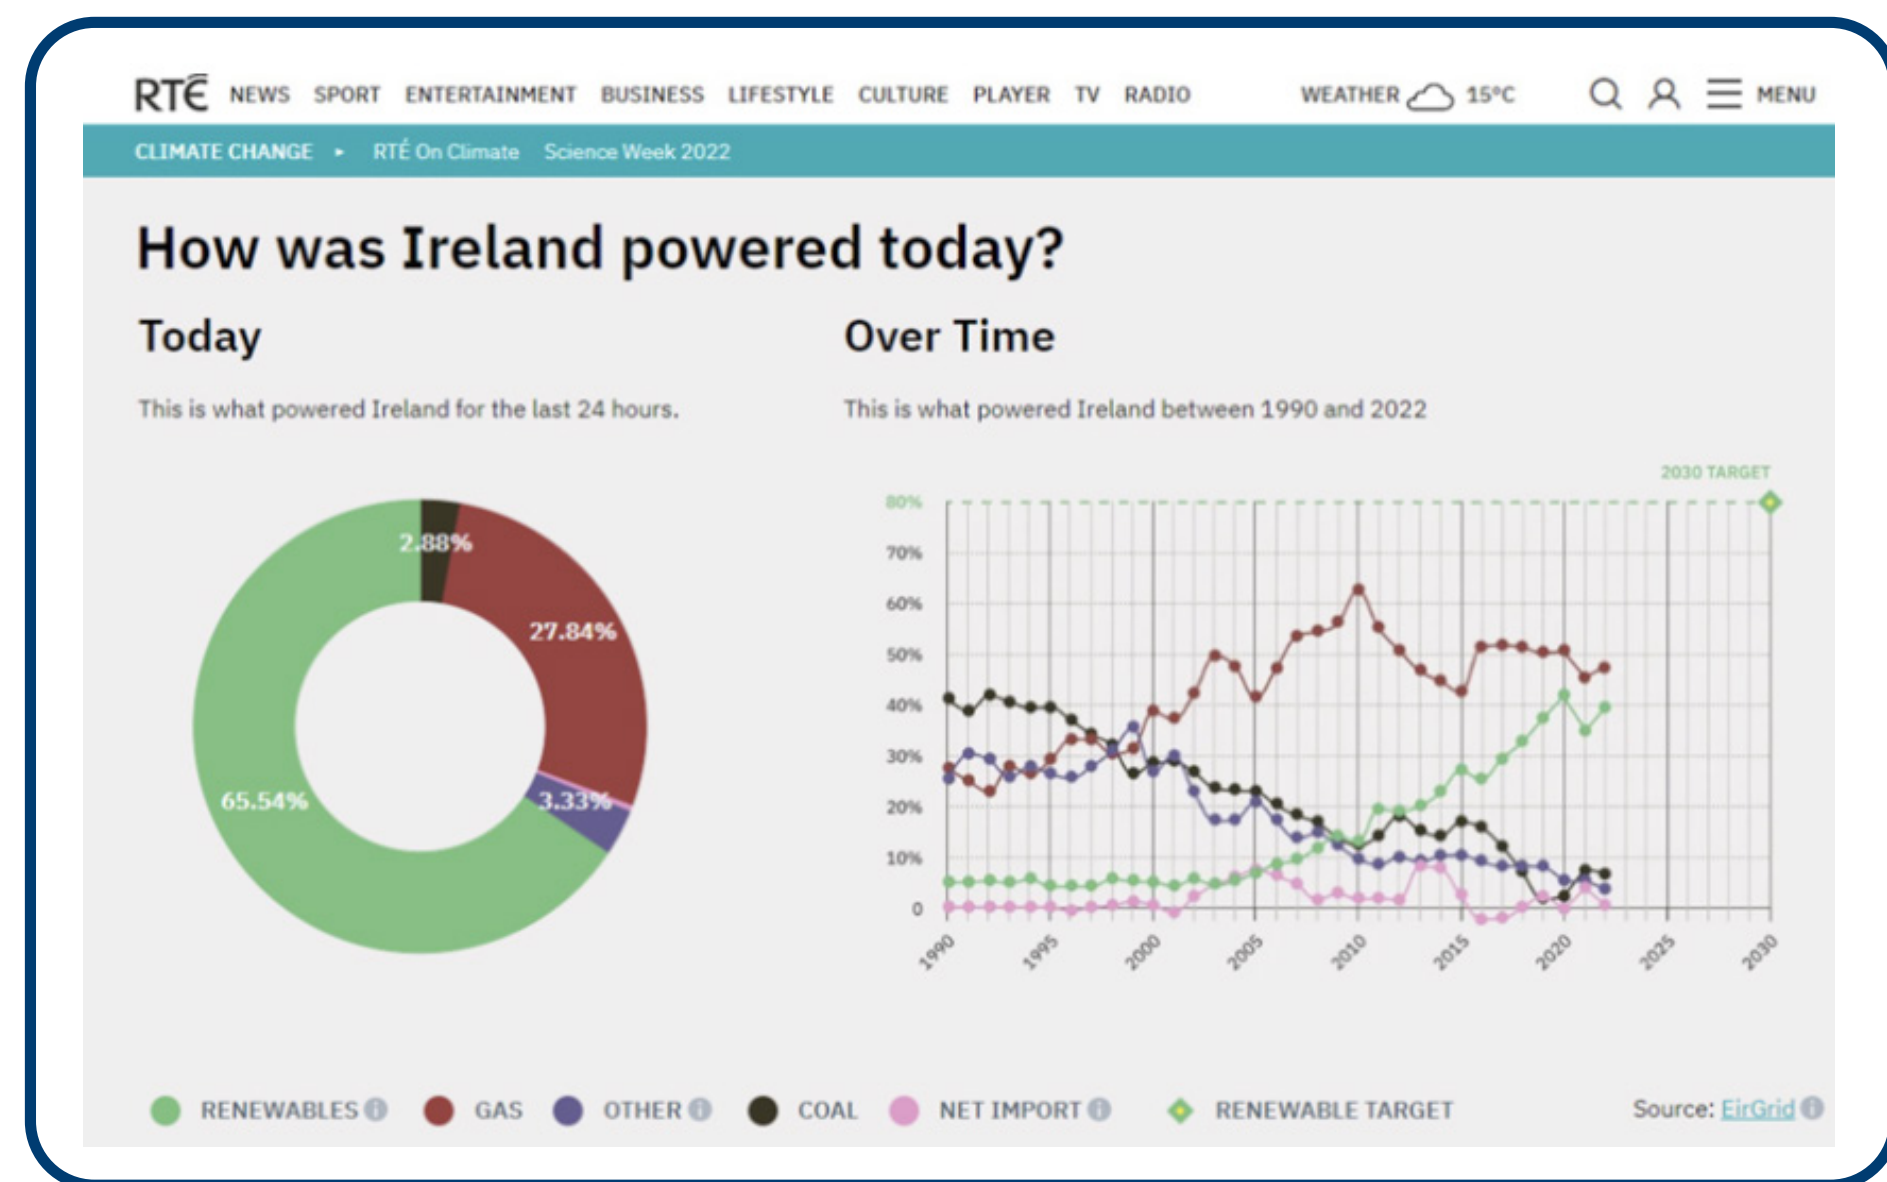 RTÉ NEWS SPORT ENTERTAINMENT BUSINESS LIFESTYLE CULTURE PLAYER TV RADIO WEATHER 15°C MENU
CLIMATE CHANGE ▸ RTÉ On Climate Science Week 2022
How was Ireland powered today?
Today
This is what powered Ireland for the last 24 hours.
2.88%
27.84%
3.33%
65.54%
Over Time
This is what powered Ireland between 1990 and 2022
2030 TARGET
80%
70%
60%
50%
40%
30%
20%
10%
0
1990 1995 2000 2005 2010 2015 2020 2025 2030
RENEWABLES GAS OTHER COAL NET IMPORT RENEWABLE TARGET Source: EirGrid